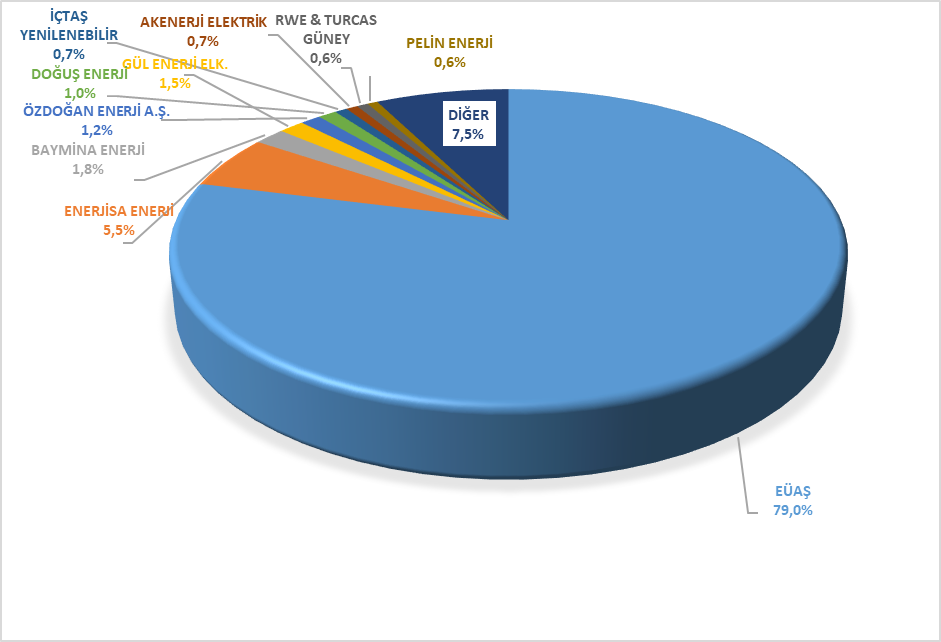 İÇTAŞ
YENİLENEBİLİR
0,7%
AKENERJİ ELEKTRİK
0,7%
RWE & TURCAS
GÜNEY
0,6%
PELİN ENERJİ
0,6%
GÜL ENERJİ ELK.
1,5%
DOĞUŞ ENERJİ
1,0%
ÖZDOĞAN ENERJİ A.Ş.
1,2%
BAYMİNA ENERJİ
1,8%
ENERJİSA ENERJİ
5,5%
DİĞER
7,5%
EÜAŞ
79,0%